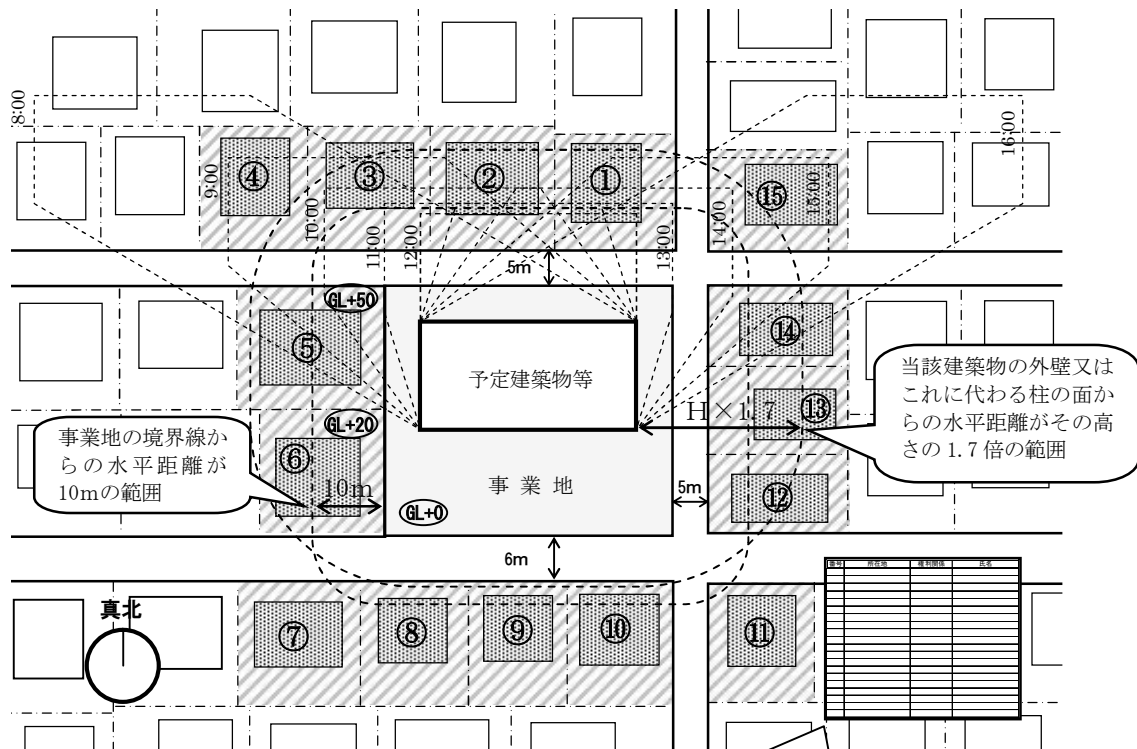 8:00
9:00
10:00
11:00
12:00
13:00
14:00
15:00
16:00
④
③
②
①
⑮
5m
GL+50
⑤
⑭
予定建築物等
H×1.7
⑬
当該建築物の外壁又は
これに代わる柱の面か
らの水平距離がその高
さの1.7倍の範囲
GL+20
事業地の境界線か
らの水平距離が
10mの範囲
⑥
10m
事業地
5m
⑫
GL+0
6m
番号 所在地 権利関係 氏名
真北
⑦
⑧
⑨
⑩
⑪